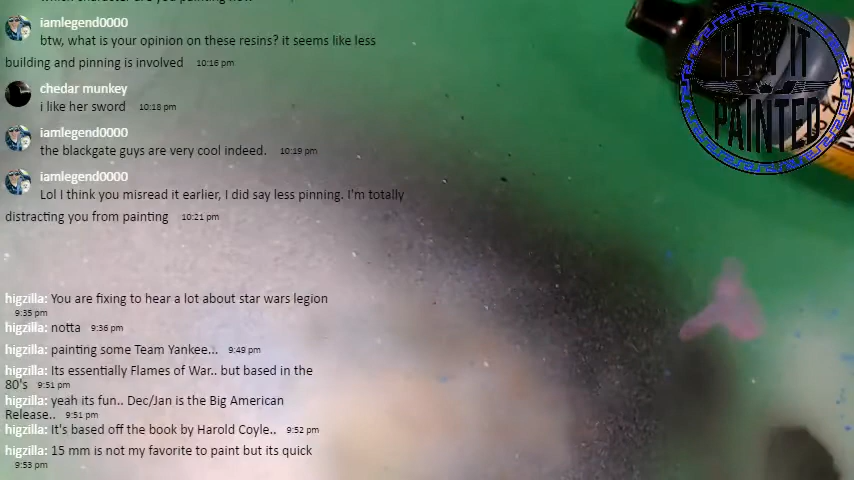 iamlegend0000
btw, what is your opinion on these resins? it seems like less
building and pinning is involved 10:16 pm
chedar munkey
i like her sword 10:18 pm
iamlegend0000
the blackgate guys are very cool indeed. 10:19 pm
iamlegend0000
Lol I think you misread it earlier, I did say less pinning. I'm totally
distracting you from painting 10:21 pm
higzilla: You are fixing to hear a lot about star wars legion
9:35 pm
higzilla: notta 9:36 pm
higzilla: painting some Team Yankee... 9:49 pm
higzilla: Its essentially Flames of War.. but based in the
80's 9:51 pm
higzilla: yeah its fun.. Dec/Jan is the Big American
Release.. 9:51 pm
higzilla: It's based off the book by Harold Coyle.. 9:52 pm
higzilla: 15 mm is not my favorite to paint but its quick
9:53 pm
PLAY IT
PAINTED